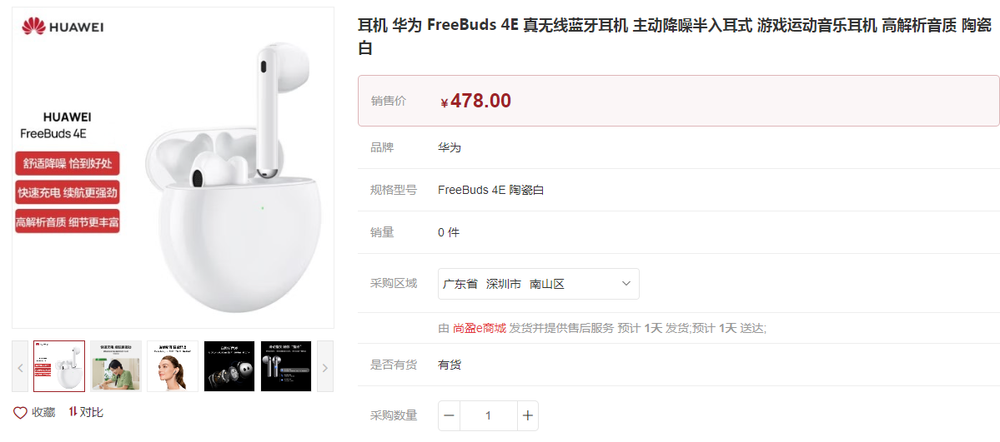 HUAWEI
HUAWEI
FreeBuds 4E
舒适降噪 恰到好处
快速充电 续航更强劲
高解析音质 细节更丰富
收藏 对比
耳机 华为 FreeBuds 4E 真无线蓝牙耳机 主动降噪半入耳式 游戏运动音乐耳机 高解析音质 陶瓷
白
销售价 ¥478.00
品牌 华为
规格型号 FreeBuds 4E 陶瓷白
销量 0 件
采购区域 广东省 深圳市 南山区
由 尚盈e商城 发货并提供售后服务 预计 1天 发货;预计 1天 送达;
是否有货 有货
采购数量 1